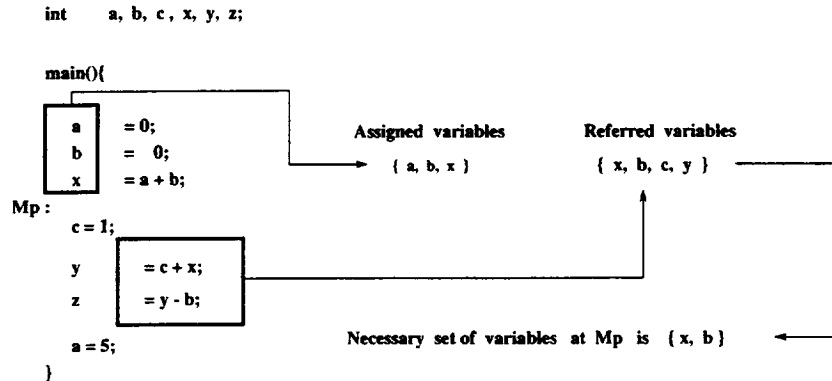 int a, b, c , x, y, z;
main(){
a = 0;
b = 0;
x = a + b;
Assigned variables
{ a, b, x }
Referred variables
{ x, b, c, y }
Mp :
c = 1;
y = c + x;
z = y - b;
a = 5;
}
Necessary set of variables at Mp is { x, b }